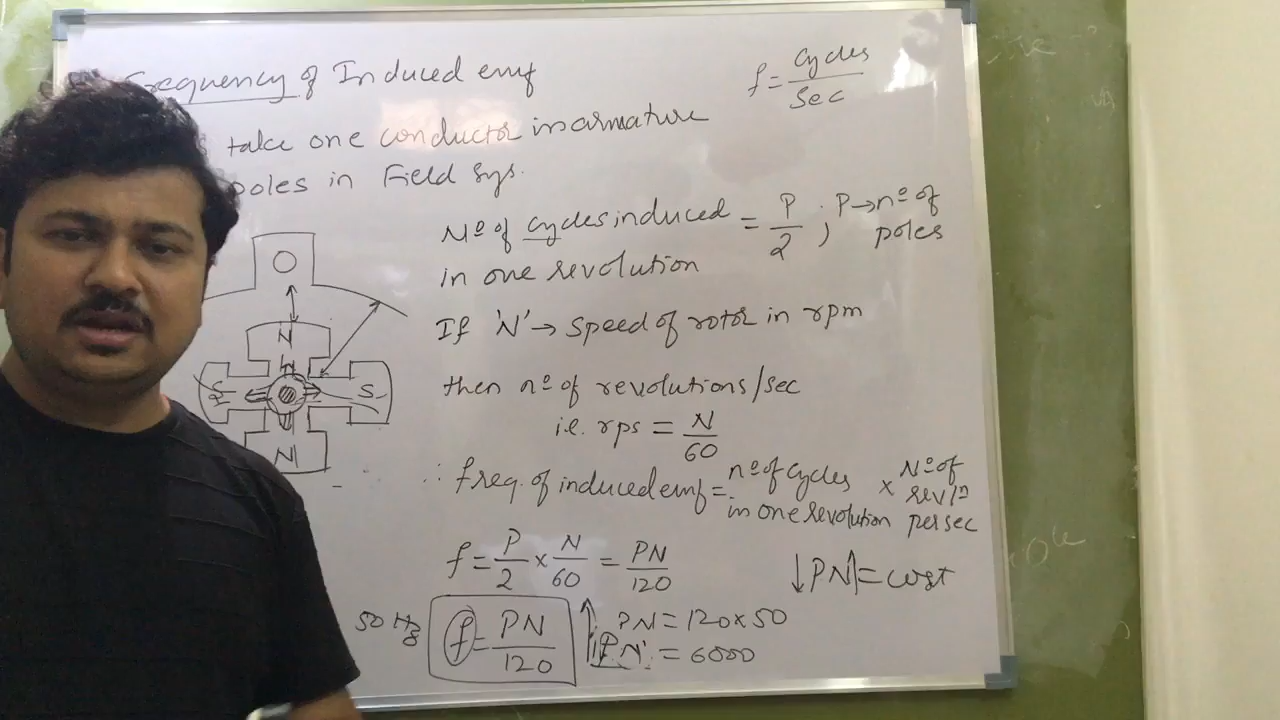 Frequency of Induced emf
f = Cycles / Sec
take one conductor in armature
poles in Field Sys.
Nº of cycles induced = P/2 ; P → nº of poles
in one revolution
If 'N' → Speed of rotor in rpm
then nº of revolutions/sec
i.e. rps = N/60
∴ freq. of induced emf = nº of cycles in one revolution × Nº of rev/n per sec
f = P/2 × N/60 = PN/120
↓PN↑ = cost
50 Hz
f = PN/120
PN = 120×50
PN = 6000
N
S
S
N